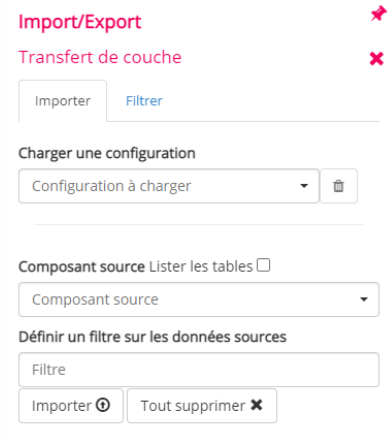 Import/Export
Transfert de couche
Importer Filtrer
Charger une configuration
Configuration à charger
Composant source Lister les tables
Composant source
Définir un filtre sur les données sources
Filtre
Importer Tout supprimer